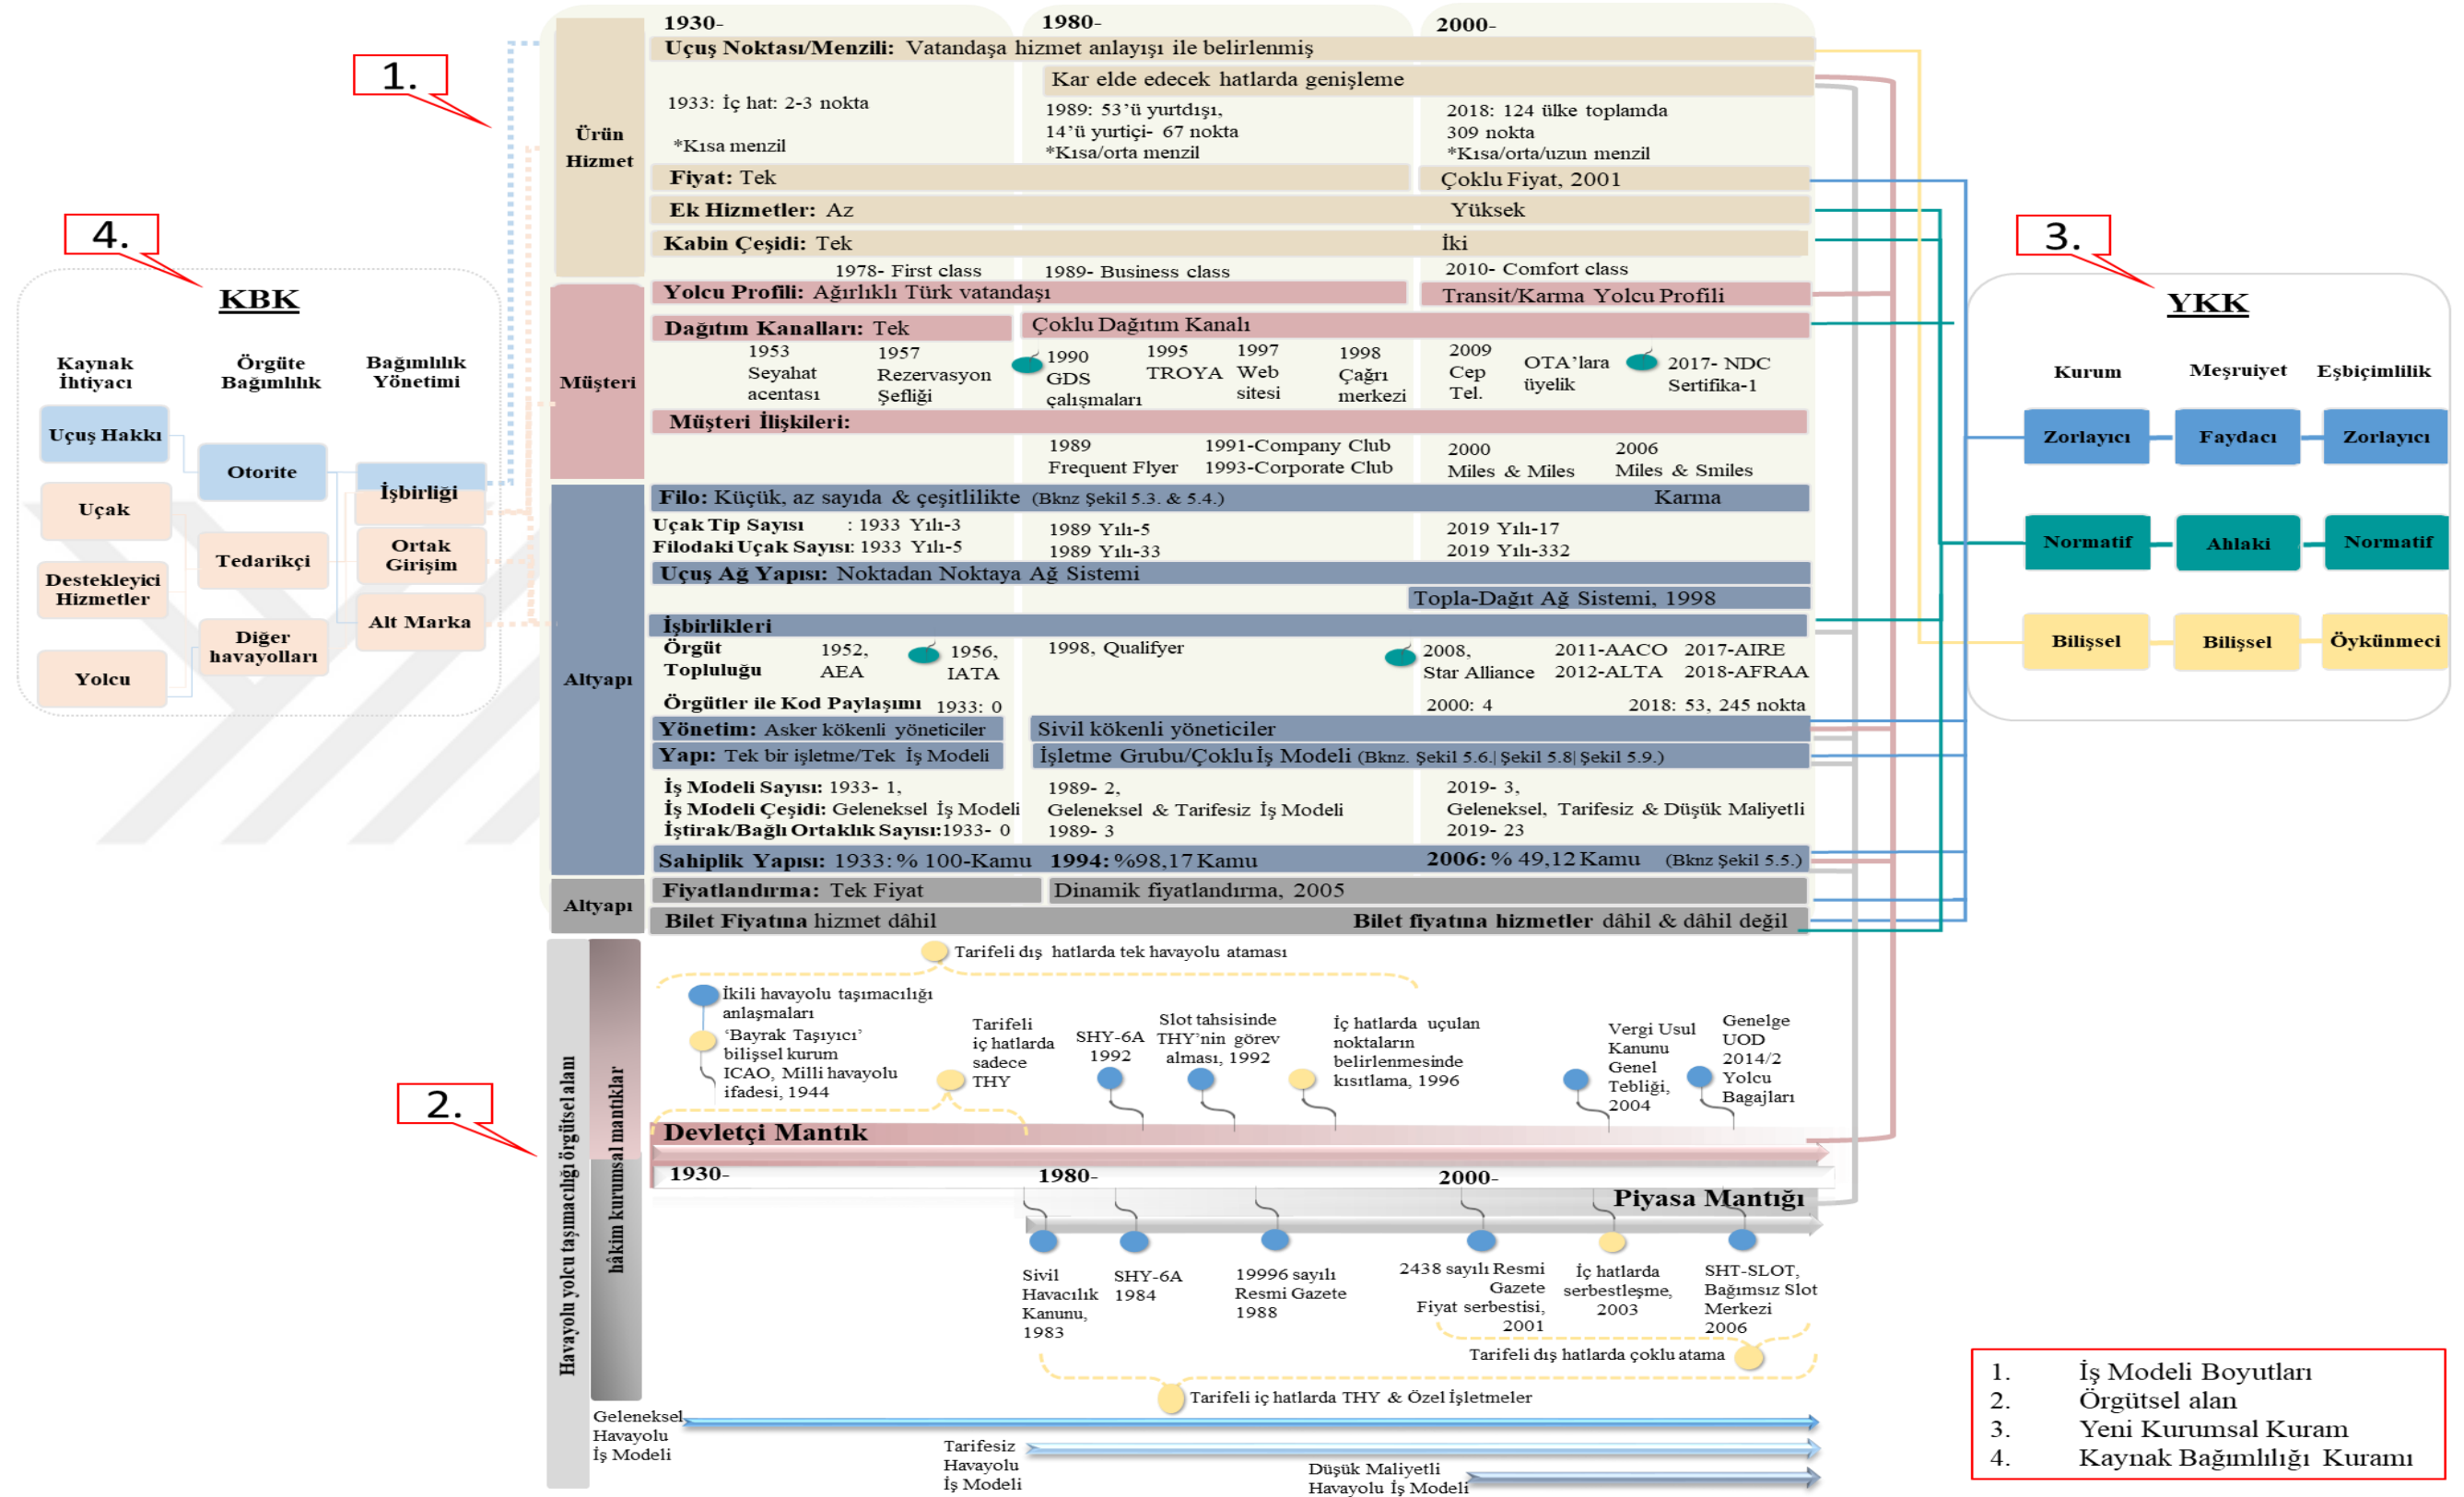 1930-
1980-
2000-
1.
Uçuş Noktası/Menzili: Vatandaşa hizmet anlayışı ile belirlenmiş
Kar elde edecek hatlarda genişleme
Ürün
Hizmet
1933: İç hat: 2-3 nokta
*Kısa menzil
1989: 53’ü yurtdışı,
14’ü yurtiçi- 67 nokta
*Kısa/orta menzil
2018: 124 ülke toplamda
309 nokta
*Kısa/orta/uzun menzil
Fiyat: Tek
Çoklu Fiyat, 2001
Ek Hizmetler: Az
Yüksek
Kabin Çeşidi: Tek
İki
1978- First class
1989- Business class
2010- Comfort class
4.
KBK
Kaynak
İhtiyacı
Örgüte
Bağımlılık
Bağımlılık
Yönetimi
Uçuş Hakkı
Uçak
Destekleyici
Hizmetler
Yolcu
Otorite
Tedarikçi
Diğer
havayolları
İşbirliği
Ortak
Girişim
Alt Marka
Müşteri
Yolcu Profili: Ağırlıklı Türk vatandaşı
Transit/Karma Yolcu Profili
Dağıtım Kanalları: Tek
Çoklu Dağıtım Kanalı
1953
Seyahat
acentası
1957
Rezervasyon
Şefliği
1990
GDS
çalışmaları
1995
TROYA
1997
Web
sitesi
1998
Çağrı
merkezi
2009
Cep
Tel.
OTA’lara
üyelik
2017- NDC
Sertifika-1
Müşteri İlişkileri:
1989
Frequent Flyer
1991-Company Club
1993-Corporate Club
2000
Miles & Miles
2006
Miles & Smiles
3.
YKK
Kurum
Meşruiyet
Eşbiçimlilik
Zorlayıcı
Faydacı
Zorlayıcı
Normatif
Ahlaki
Normatif
Bilişsel
Bilişsel
Öykünmeci
Altyapı
Filo: Küçük, az sayıda & çeşitlilikte (Bknz Şekil 5.3. & 5.4.)
Karma
Uçak Tip Sayısı : 1933 Yılı-3
Filodaki Uçak Sayısı: 1933 Yılı-5
1989 Yılı-5
1989 Yılı-33
2019 Yılı-17
2019 Yılı-332
Uçuş Ağ Yapısı: Noktadan Noktaya Ağ Sistemi
Topla-Dağıt Ağ Sistemi, 1998
İşbirlikleri
Örgüt
Topluluğu
1952,
AEA
1956,
IATA
1998, Qualifyer
2008,
Star Alliance
2011-AACO
2012-ALTA
2017-AIRE
2018-AFRAA
Örgütler ile Kod Paylaşımı 1933: 0
2000: 4
2018: 53, 245 nokta
Yönetim: Asker kökenli yöneticiler
Sivil kökenli yöneticiler
Yapı: Tek bir işletme/Tek İş Modeli
İşletme Grubu/Çoklu İş Modeli (Bknz. Şekil 5.6.| Şekil 5.8| Şekil 5.9.)
İş Modeli Sayısı: 1933- 1,
İş Modeli Çeşidi: Geleneksel İş Modeli
İştirak/Bağlı Ortaklık Sayısı:1933- 0
1989- 2,
Geleneksel & Tarifesiz İş Modeli
1989- 3
2019- 3,
Geleneksel, Tarifesiz & Düşük Maliyetli
2019- 23
Sahiplik Yapısı: 1933: % 100-Kamu
1994: %98,17 Kamu
2006: % 49,12 Kamu (Bknz Şekil 5.5.)
Altyapı
Fiyatlandırma: Tek Fiyat
Dinamik fiyatlandırma, 2005
Bilet Fiyatına hizmet dâhil
Bilet fiyatına hizmetler dâhil & dâhil değil
2.
Havayolu yolcu taşımacılığı örgütsel alanı
hâkim kurumsal mantıklar
Tarifeli dış hatlarda tek havayolu ataması
İkili havayolu taşımacılığı
anlaşmaları
‘Bayrak Taşıyıcı’
bilişsel kurum
ICAO, Milli havayolu
ifadesi, 1944
Tarifeli
iç hatlarda
sadece
THY
SHY-6A
1992
Slot tahsisinde
THY’nin görev
alması, 1992
İç hatlarda uçulan
noktaların
belirlenmesinde
kısıtlama, 1996
Vergi Usul
Kanunu
Genel
Tebliği,
2004
Genelge
UOD
2014/2
Yolcu
Bagajları
Devletçi Mantık
1930-
1980-
2000-
Piyasa Mantığı
Sivil
Havacılık
Kanunu,
1983
SHY-6A
1984
19996 sayılı
Resmi Gazete
1988
2438 sayılı Resmi
Gazete
Fiyat serbestisi,
2001
İç hatlarda
serbestleşme,
2003
SHT-SLOT,
Bağımsız Slot
Merkezi
2006
Tarifeli dış hatlarda çoklu atama
Tarifeli iç hatlarda THY & Özel İşletmeler
Geleneksel
Havayolu
İş Modeli
Tarifesiz
Havayolu
İş Modeli
Düşük Maliyetli
Havayolu İş Modeli
1. İş Modeli Boyutları
2. Örgütsel alan
3. Yeni Kurumsal Kuram
4. Kaynak Bağımlılığı Kuramı